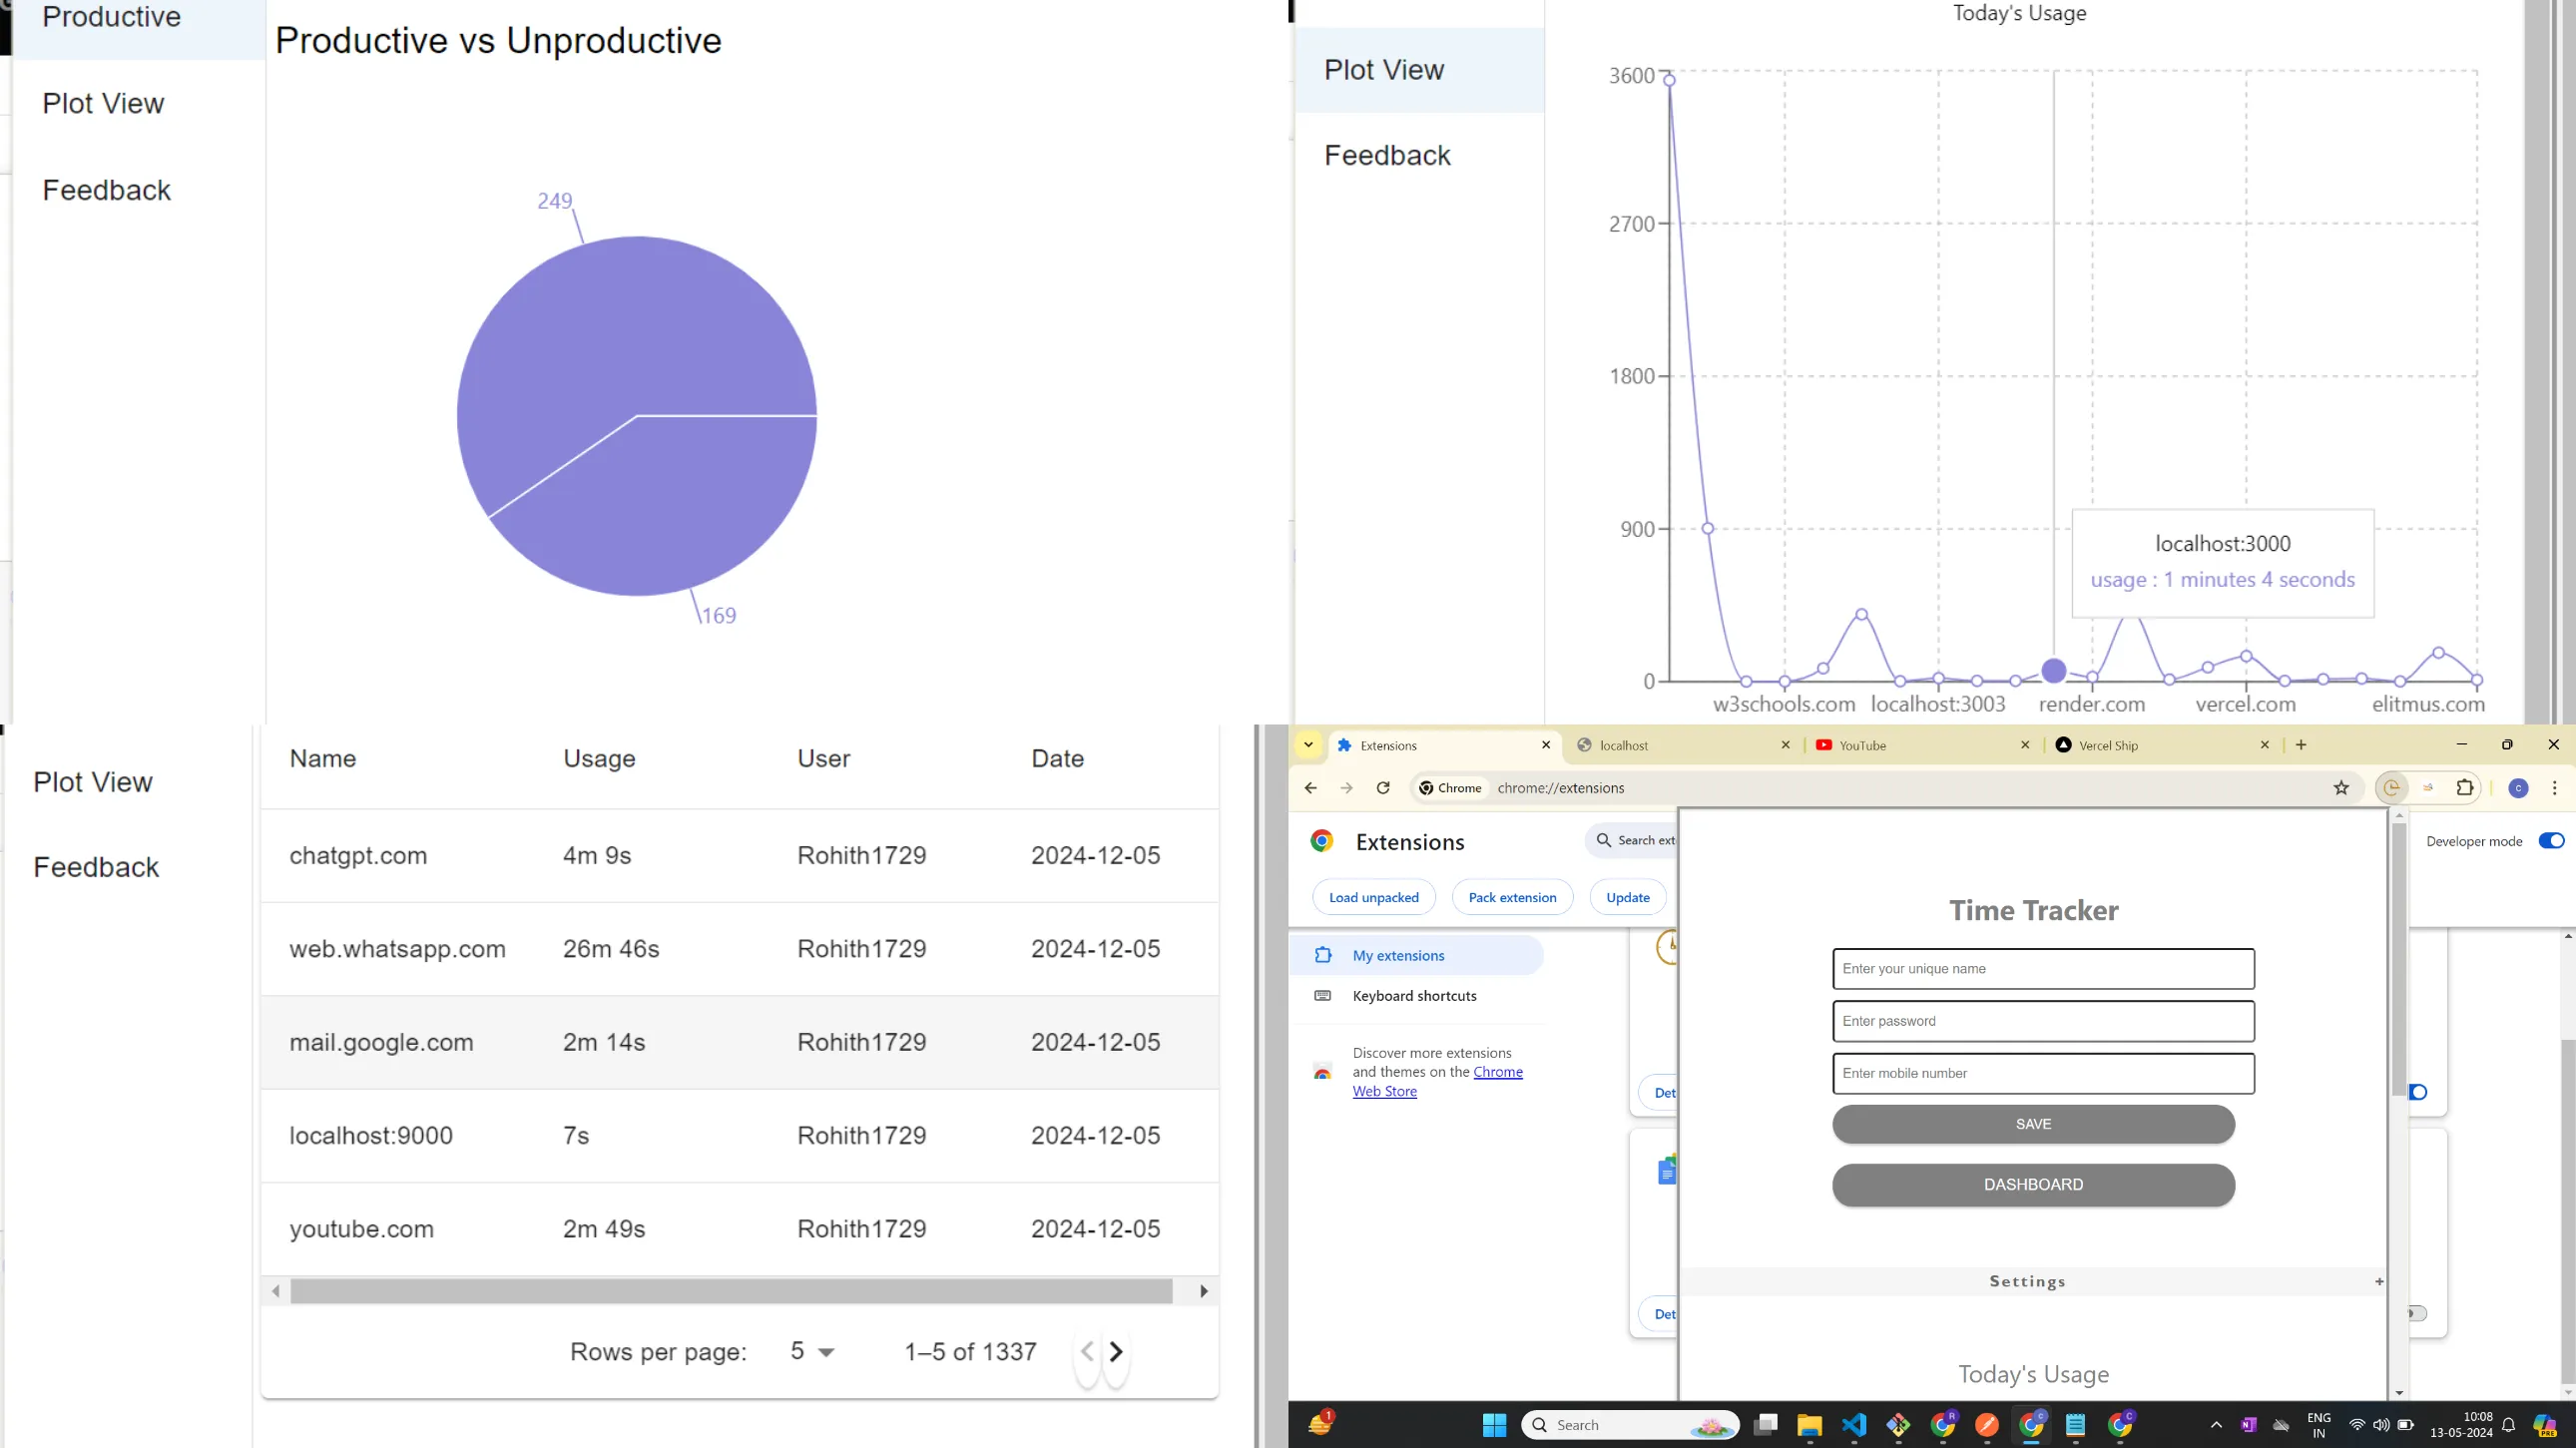 Productive
Productive vs Unproductive
Plot View
Feedback
249
169
Today's Usage
Plot View
Feedback
3600
2700
1800
900
0
localhost:3000
usage : 1 minutes 4 seconds
w3schools.com localhost:3003 render.com vercel.com elitmus.com
Plot View
Feedback
Name Usage User Date
chatgpt.com 4m 9s Rohith1729 2024-12-05
web.whatsapp.com 26m 46s Rohith1729 2024-12-05
mail.google.com 2m 14s Rohith1729 2024-12-05
localhost:9000 7s Rohith1729 2024-12-05
youtube.com 2m 49s Rohith1729 2024-12-05
Rows per page: 5 1–5 of 1337
Extensions localhost YouTube Vercel Ship
Chrome chrome://extensions
Extensions
Search ext
Developer mode
Load unpacked Pack extension Update
My extensions
Keyboard shortcuts
Discover more extensions
and themes on the Chrome
Web Store
Det
Det
Time Tracker
Enter your unique name
Enter password
Enter mobile number
SAVE
DASHBOARD
Settings +
Today's Usage
1
Search
ENG
IN
10:08
13-05-2024